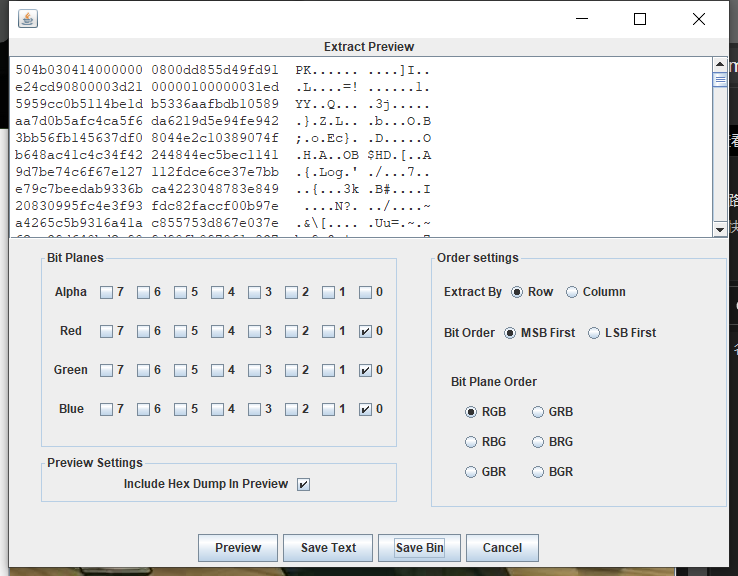 Extract Preview
504b030414000000 0800dd855d49fd91 PK...... ....]I..
e24cd90800003d21 00000100000031ed .L....=! ......1.
5959cc0b5114be1d b5336aafbdb10589 YY..Q... .3j.....
aa7d0b5afc4ca5f6 da6219d5e94fe942 .}.Z.L.. .b...O.B
3bb56fb145637df0 8044e2c10389074f ;.o.Ec}. .D.....O
b648ac41c4c34f42 244844ec5bec1141 .H.A..OB $HD.[..A
9d7be74c6f67e127 112fdce6ce37e7bb .{.Log.' ./...7..
e79c7beedab9336b ca4223048783e849 ..{...3k .B#....I
20830995fc4e3f93 fdc82faccf00b97e ....N?. ../....~
a4265c5b9316a41a c855753d867e037e .&\[.... .Uu=.~.~
Bit Planes
Alpha 7 6 5 4 3 2 1 0
Red 7 6 5 4 3 2 1 0
Green 7 6 5 4 3 2 1 0
Blue 7 6 5 4 3 2 1 0
Preview Settings
Include Hex Dump In Preview
Order settings
Extract By Row Column
Bit Order MSB First LSB First
Bit Plane Order
RGB GRB
RBG BRG
GBR BGR
Preview Save Text Save Bin Cancel